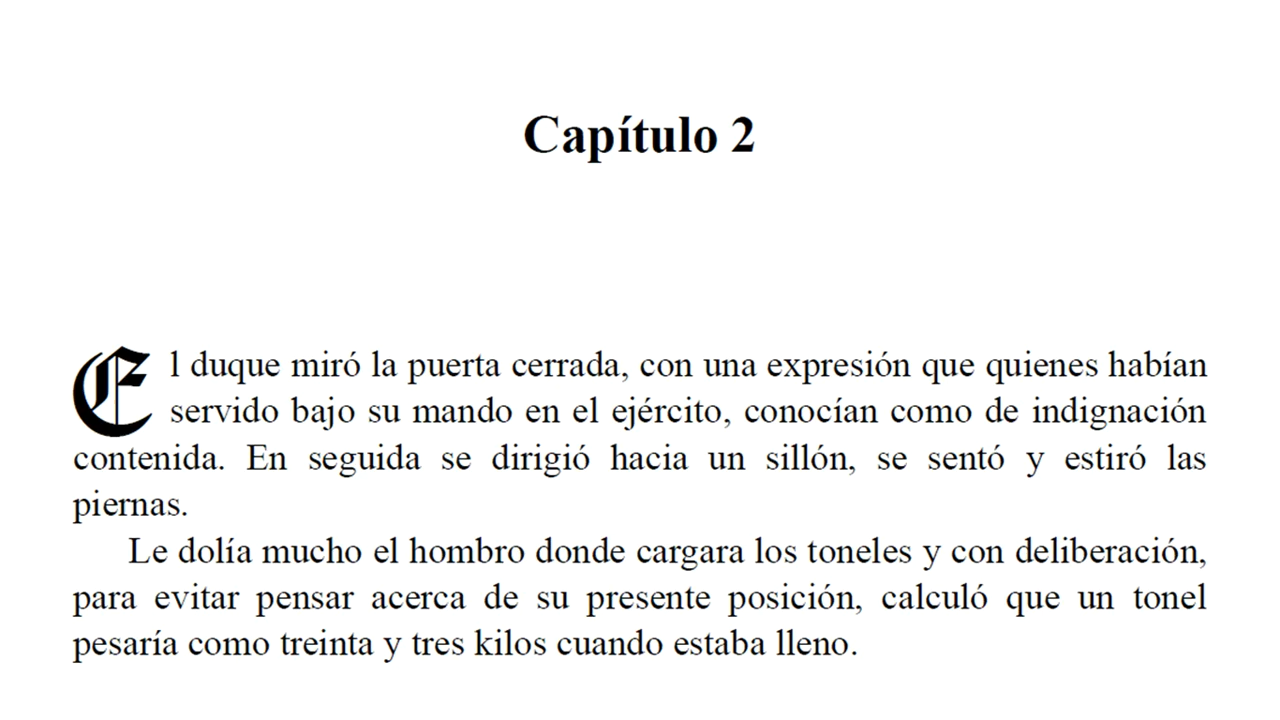 Capítulo 2
El duque miró la puerta cerrada, con una expresión que quienes habían
servido bajo su mando en el ejército, conocían como de indignación
contenida. En seguida se dirigió hacia un sillón, se sentó y estiró las
piernas.
Le dolía mucho el hombro donde cargara los toneles y con deliberación,
para evitar pensar acerca de su presente posición, calculó que un tonel
pesaría como treinta y tres kilos cuando estaba lleno.